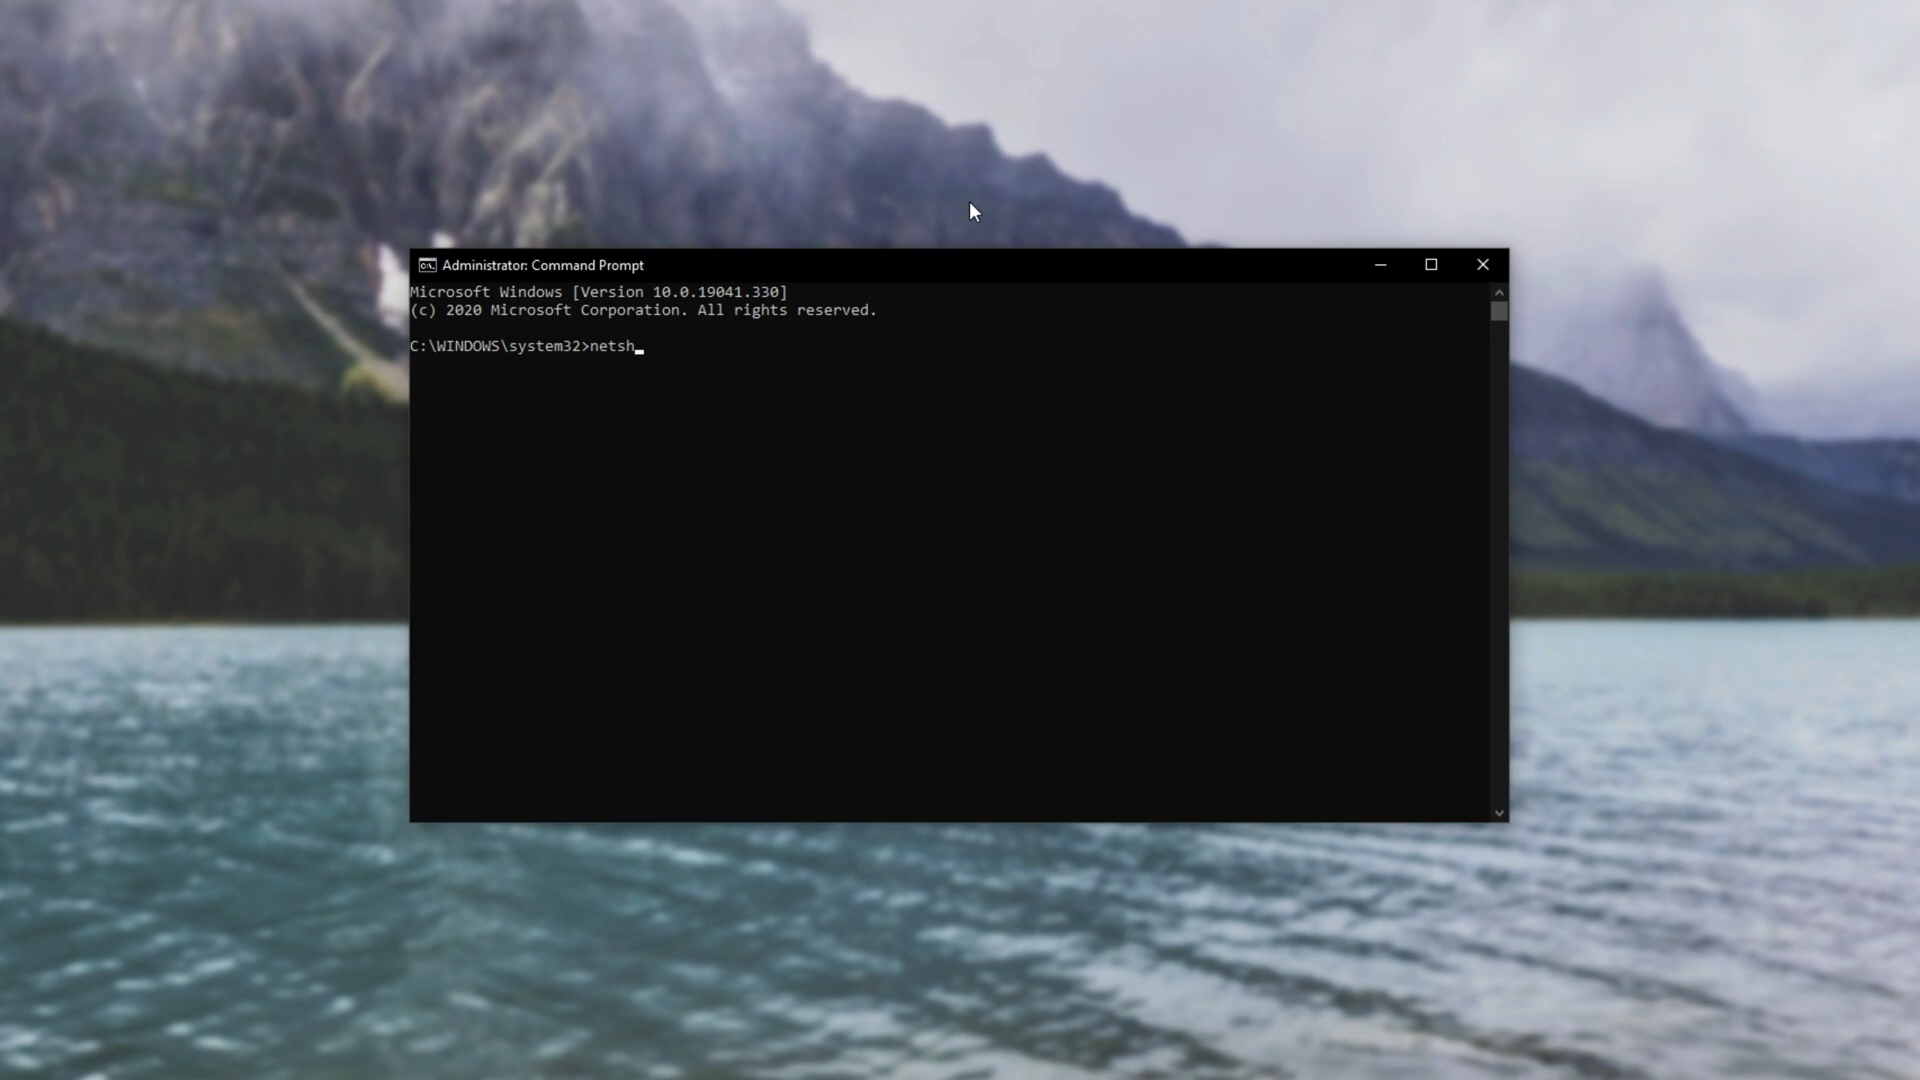 Administrator: Command Prompt
Microsoft Windows [Version 10.0.19041.330]
(c) 2020 Microsoft Corporation. All rights reserved.
C:\WINDOWS\system32>netsh